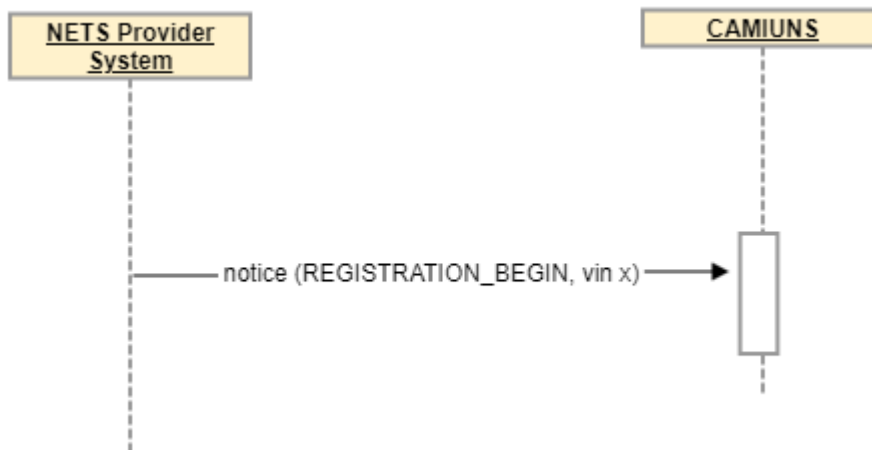 NETS Provider
System
CAMIUNS
notice (REGISTRATION_BEGIN, vin x)